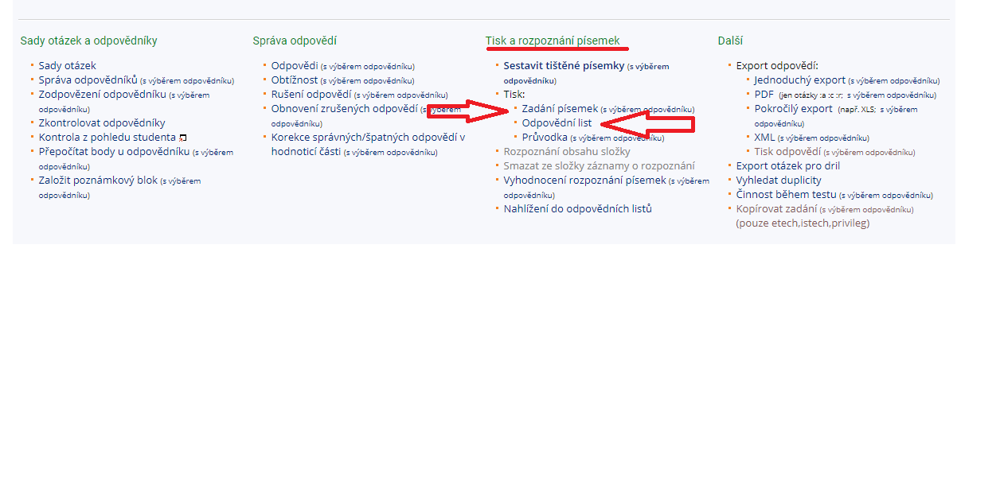 Sady otázek a odpovědníky
Sady otázek
Správa odpovědníků (s výběrem odpovědníku)
Zodpovězení odpovědníku (s výběrem
odpovědníku)
Zkontrolovat odpovědníky
Kontrola z pohledu studenta
Přepočítat body u odpovědníku (s výběrem
odpovědníku)
Založit poznámkový blok (s výběrem
odpovědníku)
Správa odpovědí
Odpovědi (s výběrem odpovědníku)
Obtížnost (s výběrem odpovědníku)
Rušení odpovědí (s výběrem odpovědníku)
Obnovení zrušených odpovědí (s výběrem
odpovědníku)
Korekce správných/špatných odpovědí v
hodnoticí části (s výběrem odpovědníku)
Tisk a rozpoznání písemek
Sestavit tištěné písemky (s výběrem
odpovědníku)
Tisk:
Zadání písemek (s výběrem odpovědníku)
Odpovědní list
Průvodka (s výběrem odpovědníku)
Rozpoznání obsahu složky
Smazat ze složky záznamy o rozpoznání
Vyhodnocení rozpoznání písemek (s výběrem
odpovědníku)
Nahlížení do odpovědních listů
Další
Export odpovědí:
Jednoduchý export (s výběrem odpovědníku)
PDF (jen otázky :a :c :r; s výběrem odpovědníku)
Pokročilý export (např. XLS; s výběrem
odpovědníku)
XML (s výběrem odpovědníku)
Tisk odpovědí (s výběrem odpovědníku)
Export otázek pro dril
Vyhledat duplicity
Činnost během testu (s výběrem odpovědníku)
Kopírovat zadání (s výběrem odpovědníku)
(pouze etech,istech,privileg)